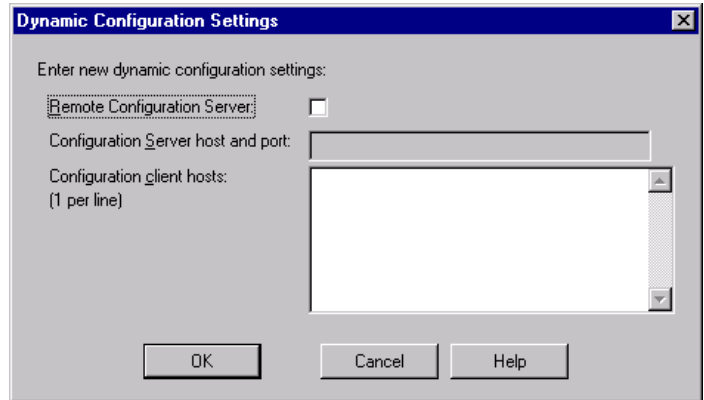 Dynamic Configuration Settings
Enter new dynamic configuration settings:
Remote Configuration Server:
Configuration Server host and port:
Configuration client hosts:
(1 per line)
OK
Cancel
Help